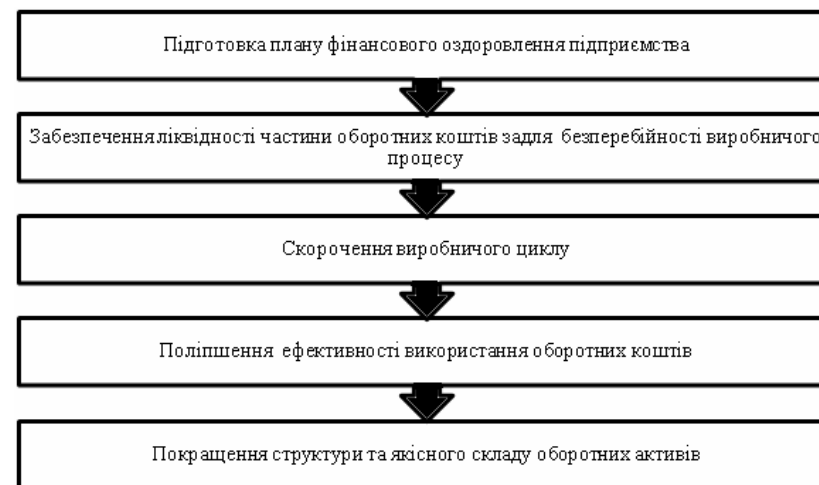 Підготовка плану фінансового оздоровлення підприємства
Забезпечення ліквідності частини оборотних коштів задля безперебійності виробничого
процесу
Скорочення виробничого циклу
Поліпшення ефективності використання оборотних коштів
Покращення структури та якісного складу оборотних активів